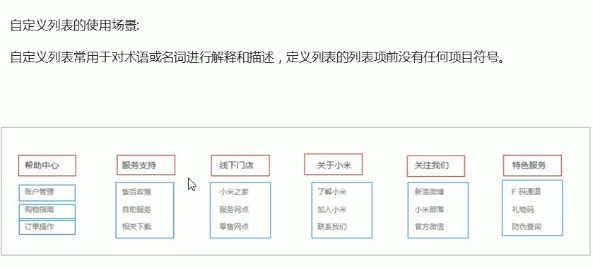 自定义列表的使用场景:
自定义列表常用于对术语或名词进行解释和描述，定义列表的列表项前没有任何项目符号。
帮助中心 服务支持 线下门店 关于小米 关注我们 特色服务
账户管理 售后政策 小米之家 了解小米 新浪微博 F 码通道
购物指南 自助服务 服务网点 加入小米 小米部落 礼物码
订单操作 相关下载 零售网点 联系我们 官方微信 防伪查询